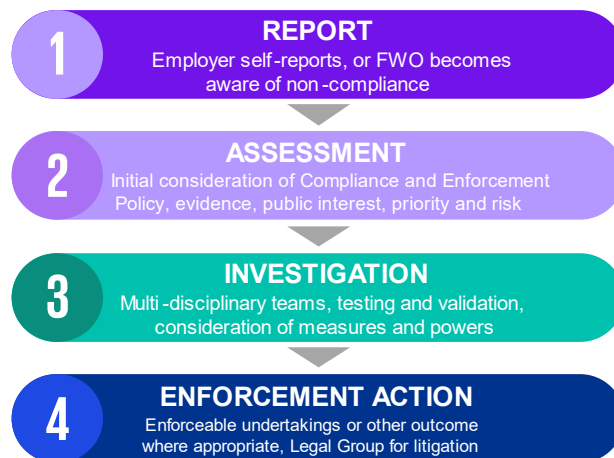 1
REPORT
Employer self-reports, or FWO becomes
aware of non-compliance
2
ASSESSMENT
Initial consideration of Compliance and Enforcement
Policy, evidence, public interest, priority and risk
3
INVESTIGATION
Multi-disciplinary teams, testing and validation,
consideration of measures and powers
4
ENFORCEMENT ACTION
Enforceable undertakings or other outcome
where appropriate, Legal Group for litigation